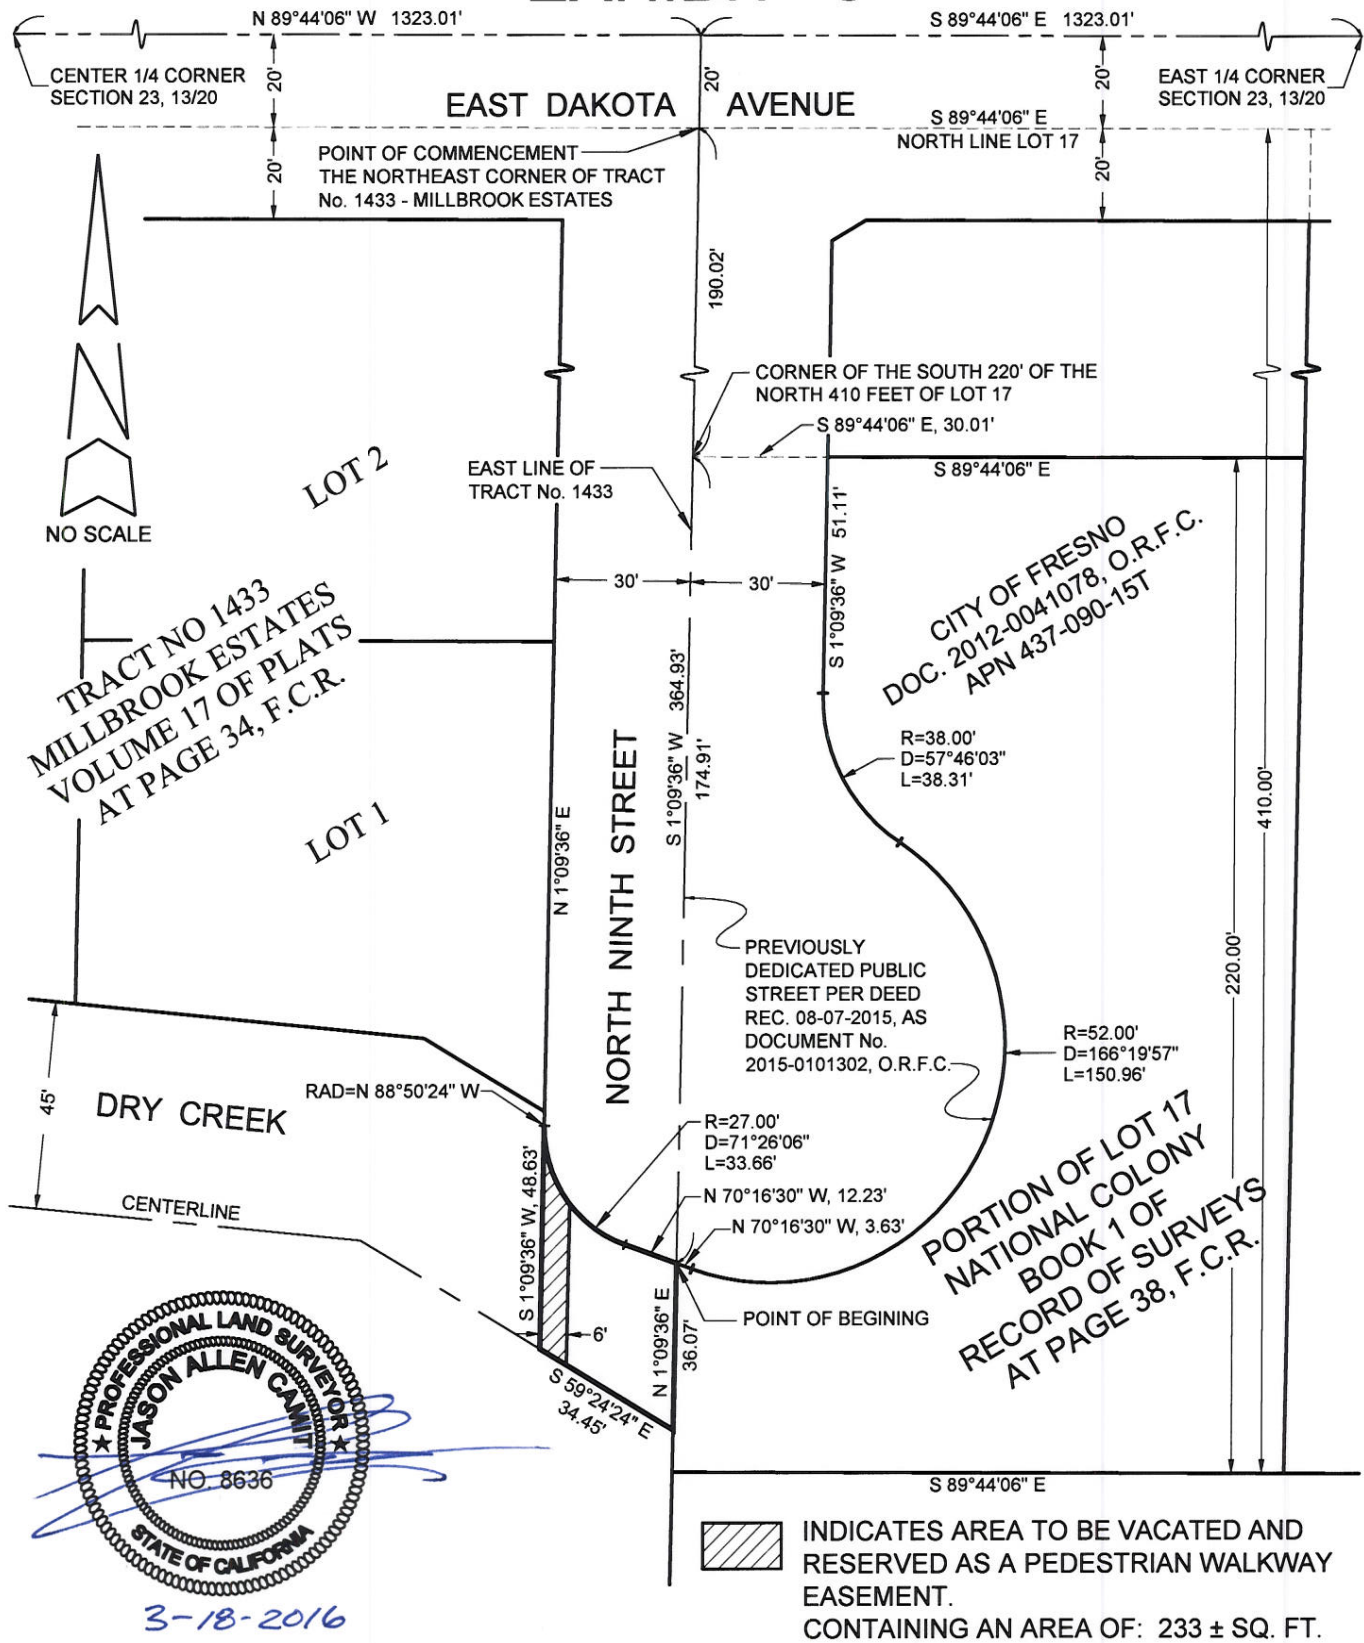 N 89°44'06" W 1323.01'
S 89°44'06" E 1323.01'
CENTER 1/4 CORNER
SECTION 23, 13/20
20'
20'
20'
EAST 1/4 CORNER
SECTION 23, 13/20
EAST DAKOTA AVENUE
S 89°44'06" E
NORTH LINE LOT 17
POINT OF COMMENCEMENT
THE NORTHEAST CORNER OF TRACT
No. 1433 - MILLBROOK ESTATES
20'
20'
190.02'
CORNER OF THE SOUTH 220' OF THE
NORTH 410 FEET OF LOT 17
S 89°44'06" E, 30.01'
LOT 2
EAST LINE OF
TRACT No. 1433
S 89°44'06" E
NO SCALE
S 1°09'36" W 51.11'
CITY OF FRESNO
DOC. 2012-0041078, O.R.F.C.
APN 437-090-15T
30'
30'
TRACT NO 1433
MILLBROOK ESTATES
VOLUME 17 OF PLATS
AT PAGE 34, F.C.R.
S 1°09'36" W 364.93'
174.91'
R=38.00'
D=57°46'03"
L=38.31'
410.00'
LOT 1
N 1°09'36" E
NORTH NINTH STREET
220.00'
PREVIOUSLY
DEDICATED PUBLIC
STREET PER DEED
REC. 08-07-2015, AS
DOCUMENT No.
2015-0101302, O.R.F.C.
R=52.00'
D=166°19'57"
L=150.96'
45'
DRY CREEK
RAD=N 88°50'24" W
R=27.00'
D=71°26'06"
L=33.66'
PORTION OF LOT 17
NATIONAL COLONY
BOOK 1 OF
RECORD OF SURVEYS
AT PAGE 38, F.C.R.
CENTERLINE
S 1°09'36" W, 48.63'
N 70°16'30" W, 12.23'
N 70°16'30" W, 3.63'
POINT OF BEGINING
6'
N 1°09'36" E
36.07'
S 59°24'24" E
34.45'
PROFESSIONAL LAND SURVEYOR
JASON ALLEN CAMIT
NO. 8636
STATE OF CALIFORNIA
3-18-2016
S 89°44'06" E
INDICATES AREA TO BE VACATED AND
RESERVED AS A PEDESTRIAN WALKWAY
EASEMENT.
CONTAINING AN AREA OF: 233 ± SQ. FT.